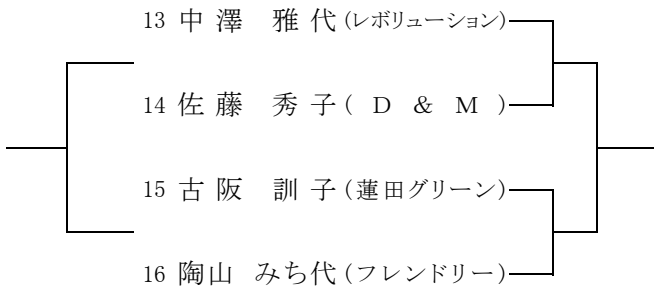 13 中澤 雅代(レボリューション)
14 佐藤 秀子( D & M )
15 古阪 訓子(蓮田グリーン)
16 陶山 みち代(フレンドリー)